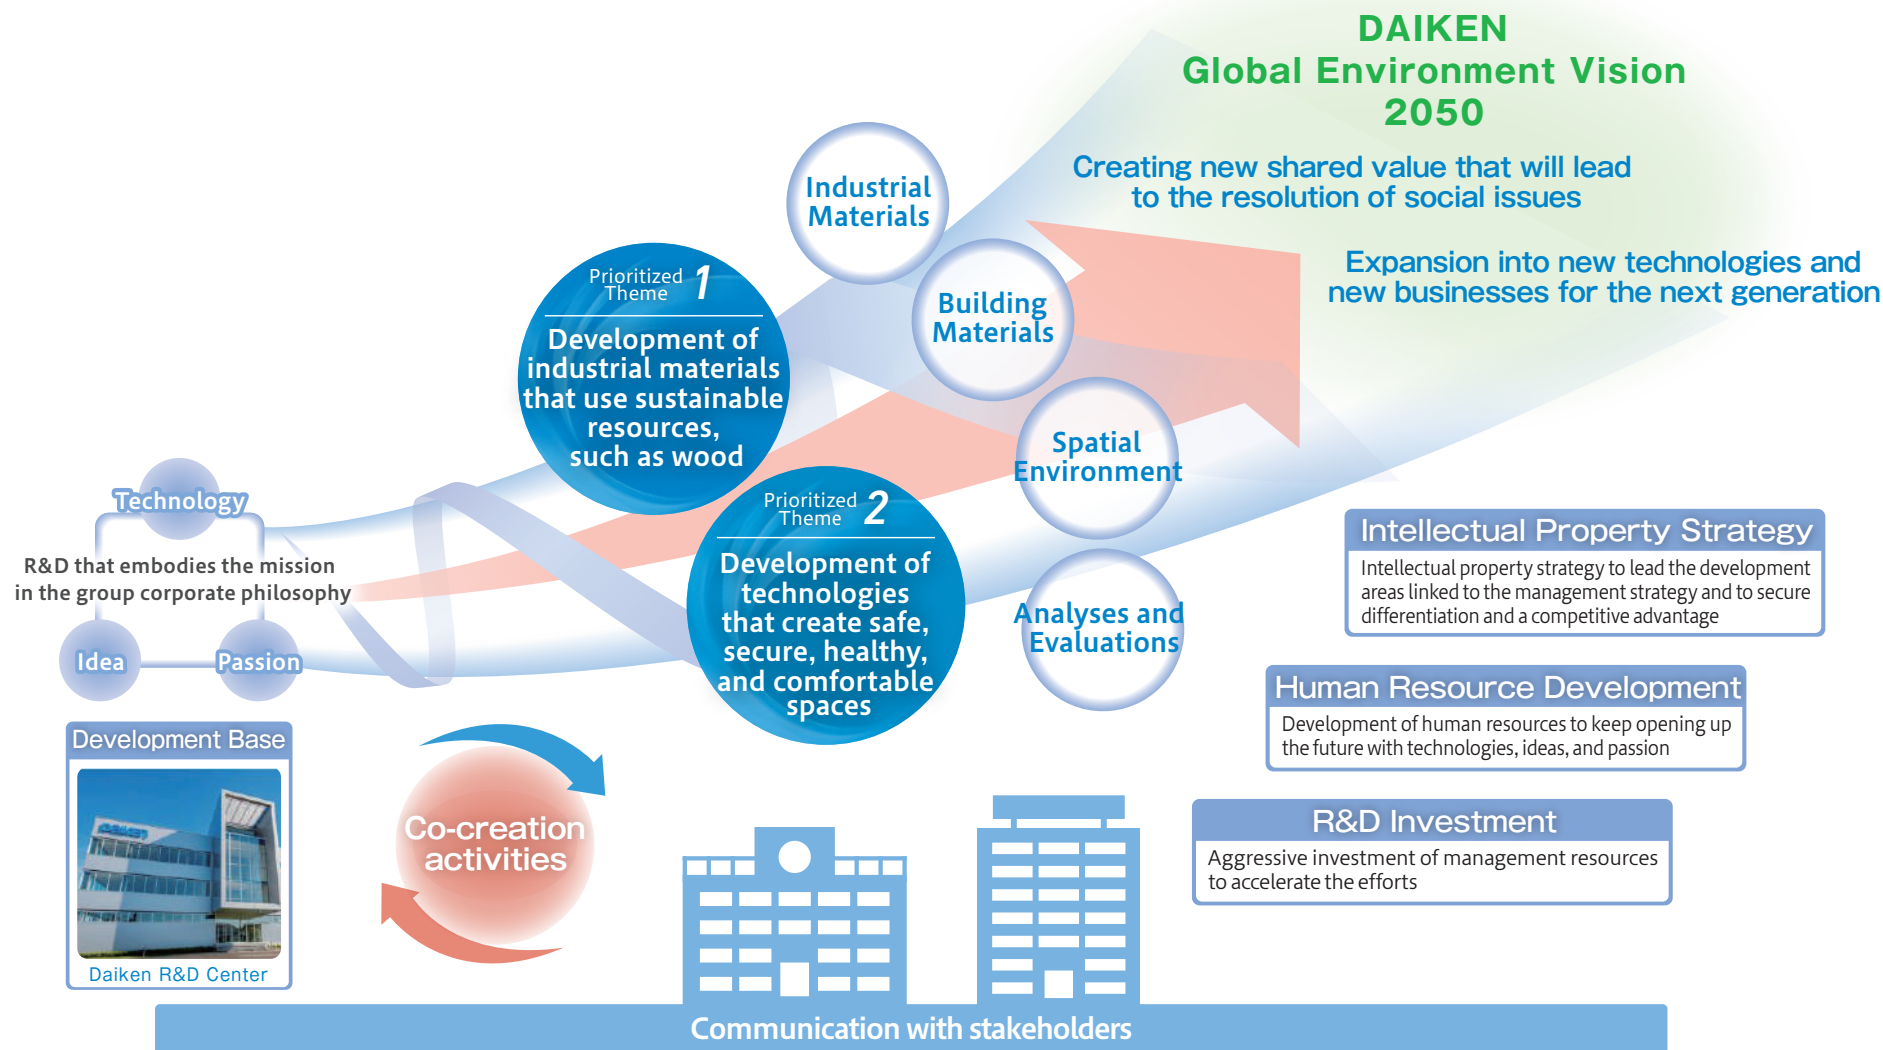 DAIKEN
Global Environment Vision
2050
Creating new shared value that will lead
to the resolution of social issues
Expansion into new technologies and
new businesses for the next generation
Industrial
Materials
Building
Materials
Spatial
Environment
Analyses and
Evaluations
Prioritized
Theme 1
Development of
industrial materials
that use sustainable
resources,
such as wood
Prioritized
Theme 2
Development of
technologies
that create safe,
secure, healthy,
and comfortable
spaces
Technology
R&D that embodies the mission
in the group corporate philosophy
Idea
Passion
Development Base
DAIKEN
Daiken R&D Center
Co-creation
activities
Intellectual Property Strategy
Intellectual property strategy to lead the development
areas linked to the management strategy and to secure
differentiation and a competitive advantage
Human Resource Development
Development of human resources to keep opening up
the future with technologies, ideas, and passion
R&D Investment
Aggressive investment of management resources
to accelerate the efforts
Communication with stakeholders